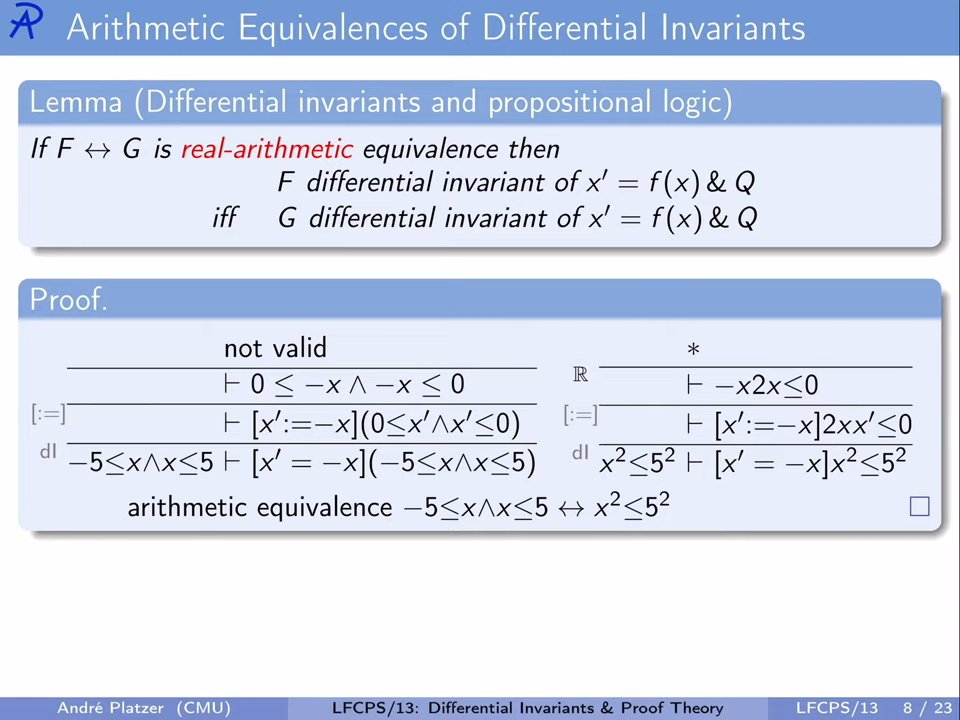 Arithmetic Equivalences of Differential Invariants
Lemma (Differential invariants and propositional logic)
If F ↔ G is real-arithmetic equivalence then
F differential invariant of x′ = f(x) & Q
iff G differential invariant of x′ = f(x) & Q
Proof.
not valid
⊢ 0 ≤ −x ∧ −x ≤ 0
[:=] ⊢ [x′:=−x](0≤x′∧x′≤0)
dI −5≤x∧x≤5 ⊢ [x′ = −x](−5≤x∧x≤5)
∗
ℝ ⊢ −x2x≤0
[:=] ⊢ [x′:=−x]2xx′≤0
dI x²≤5² ⊢ [x′ = −x]x²≤5²
arithmetic equivalence −5≤x∧x≤5 ↔ x²≤5² □
André Platzer (CMU) LFCPS/13: Differential Invariants & Proof Theory LFCPS/13 8 / 23